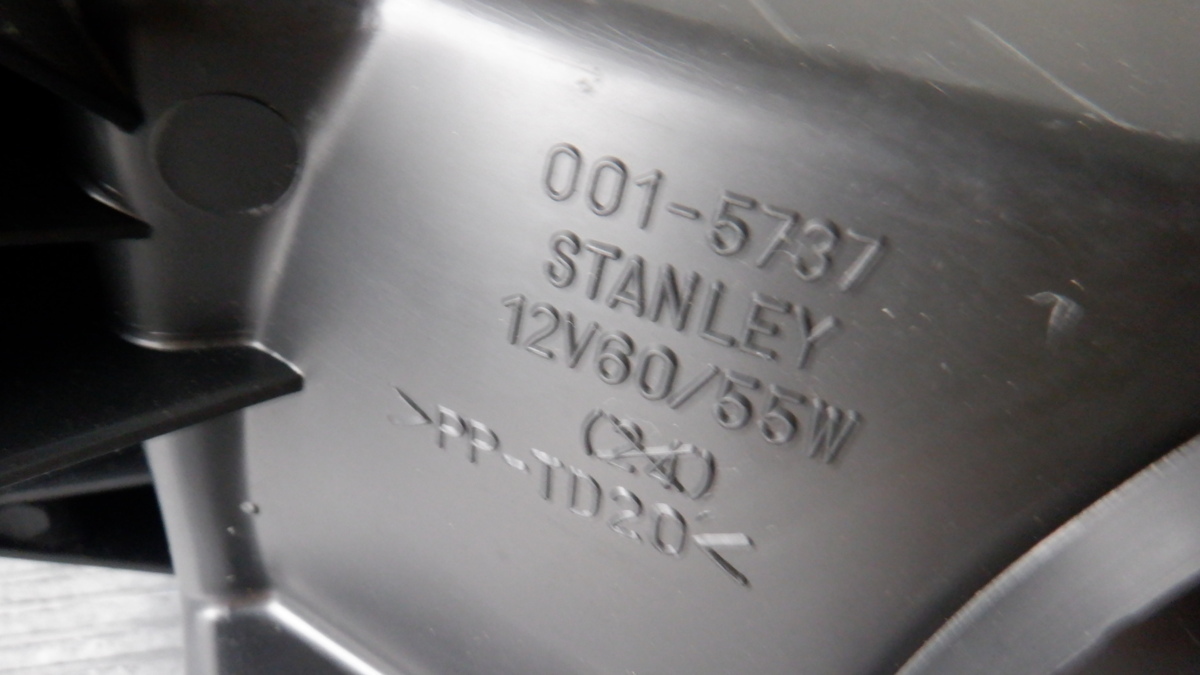 001-5737
STANLEY
12V60/55W
(24)
>PP-TD20<